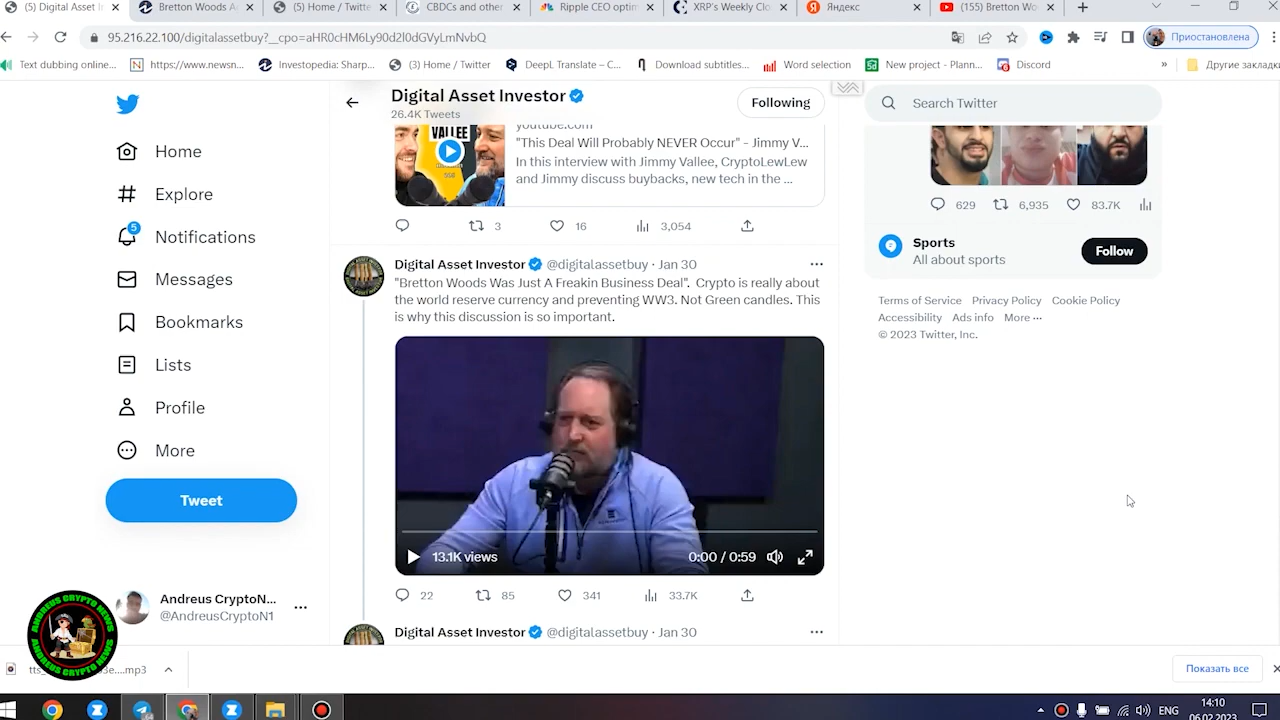 (5) Digital Asset I
Bretton Woods A
(5) Home / Twitte
CBDCs and other
Ripple CEO optim
XRP's Weekly Clo
Яндекс
(155) Bretton Wo
95.216.22.100/digitalassetbuy?__cpo=aHR0cHM6Ly90d2l0dGVyLmNvbQ
Приостановлена
Text dubbing online...
https://www.newsn...
Investopedia: Sharp...
(3) Home / Twitter
DeepL Translate – C...
Download subtitles...
Word selection
New project - Plann...
Discord
»
Другие закладки
Digital Asset Investor
26.4K Tweets
Following
Search Twitter
Home
Explore
5
Notifications
Messages
Bookmarks
Lists
Profile
More
Tweet
Andreus CryptoN...
@AndreusCryptoN1
VALLEE
youtube.com
"This Deal Will Probably NEVER Occur" - Jimmy V...
In this interview with Jimmy Vallee, CryptoLewLew
and Jimmy discuss buybacks, new tech in the ...
3
16
3,054
Digital Asset Investor @digitalassetbuy · Jan 30
"Bretton Woods Was Just A Freakin Business Deal". Crypto is really about
the world reserve currency and preventing WW3. Not Green candles. This
is why this discussion is so important.
13.1K views
0:00 / 0:59
22
85
341
33.7K
Digital Asset Investor @digitalassetbuy · Jan 30
629
6,935
83.7K
Sports
All about sports
Follow
Terms of Service Privacy Policy Cookie Policy
Accessibility Ads info More ···
© 2023 Twitter, Inc.
ANDREUS CRYPTO NEWS
ANDREUS CRYPTO NEWS
Показать все
ENG
14:10
06.02.2023